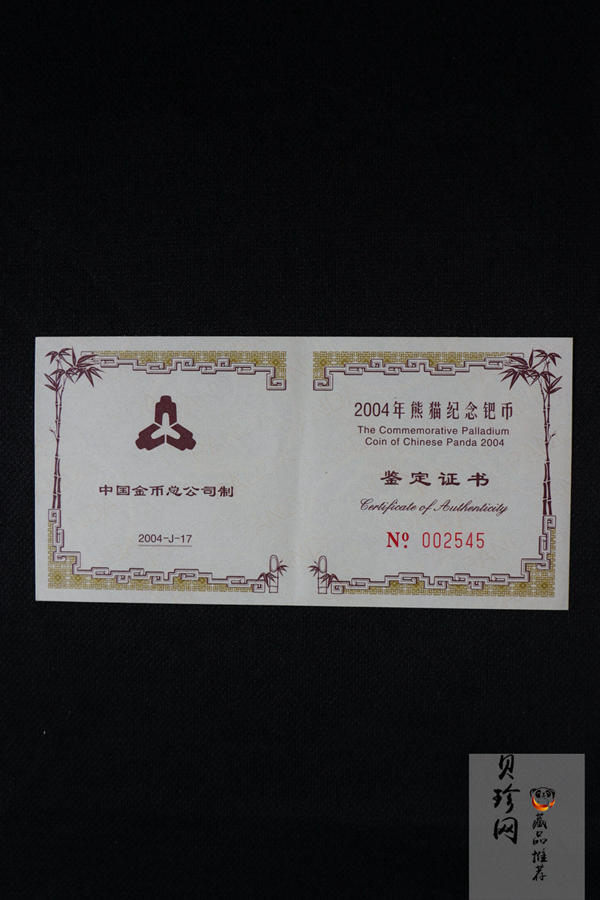 中国金币总公司制
2004-J-17
2004年熊猫纪念钯币
The Commemorative Palladium
Coin of Chinese Panda 2004
鉴定证书
Certificate of Authenticity
Nº 002545
贝珍网
藏品推荐